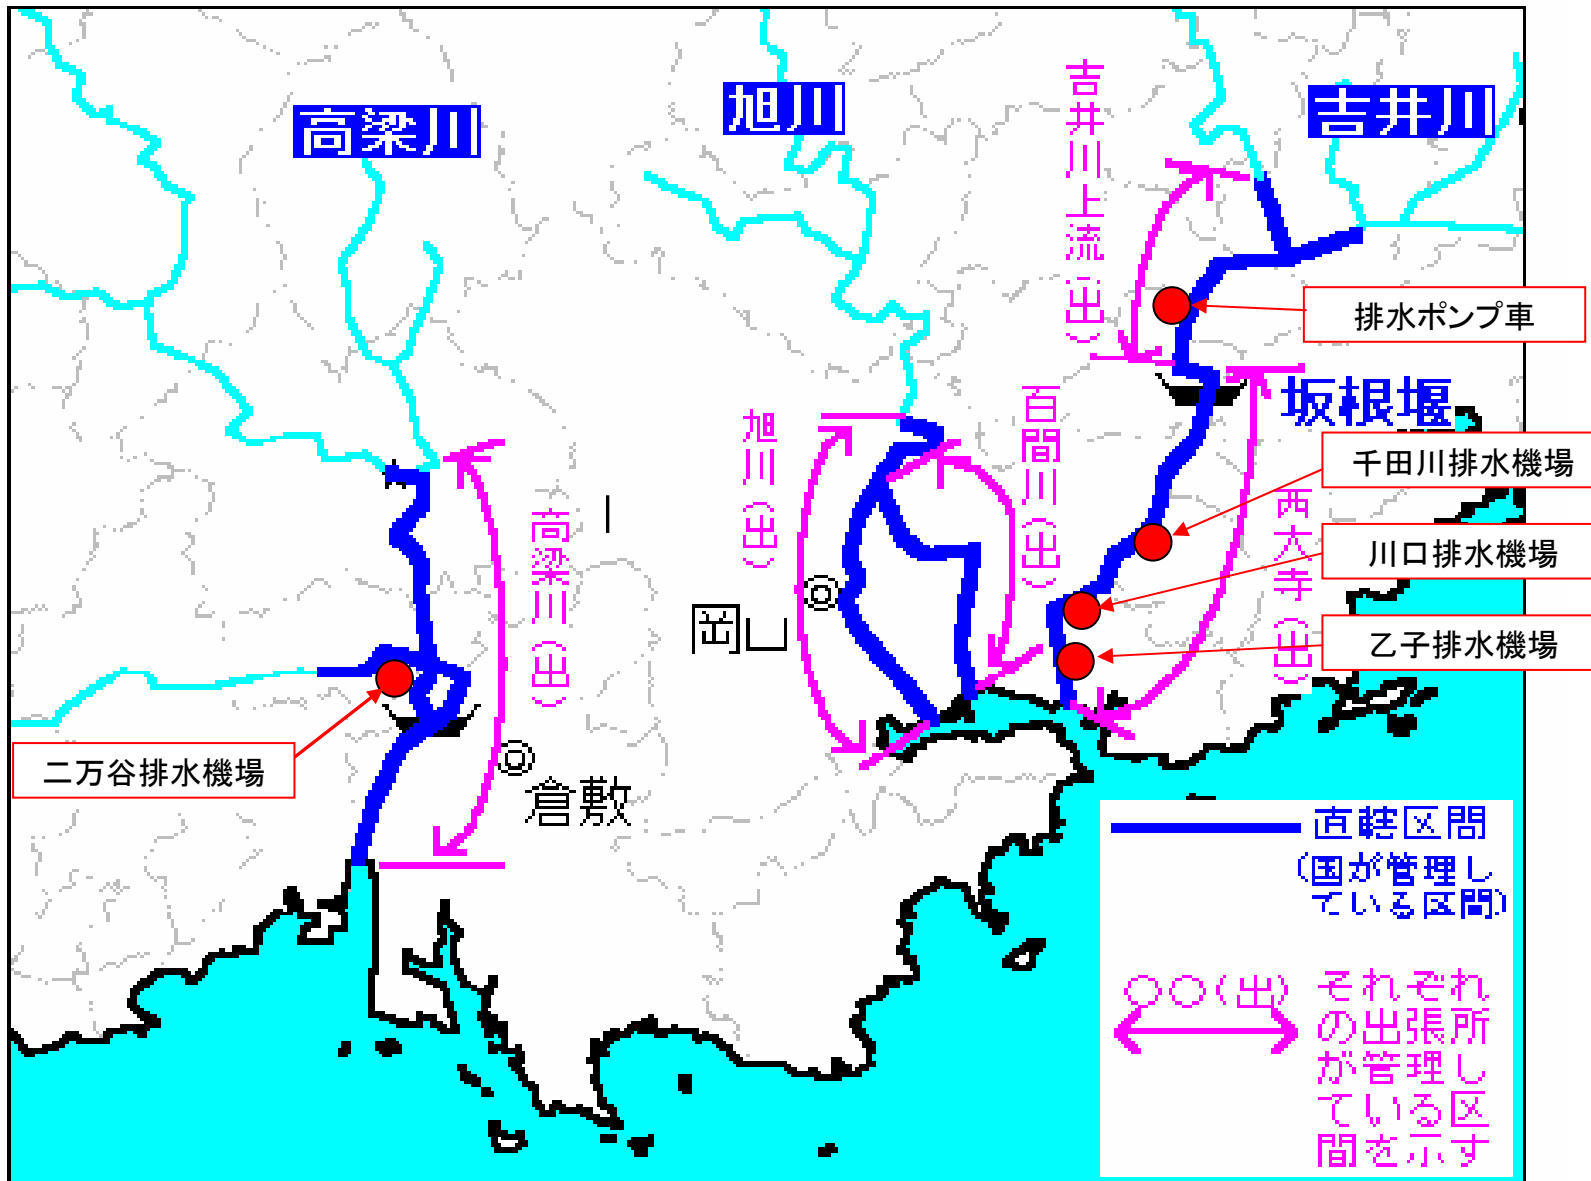 高梁川
旭川
吉井川
吉井川上流(出)
排水ポンプ車
坂根堰
百間川(出)
旭川(出)
千田川排水機場
西大寺(出)
高梁川(出)
川口排水機場
岡山
乙子排水機場
二万谷排水機場
倉敷
直轄区間
(国が管理し
ている区間)
○○(出)
それぞれ
の出張所
が管理し
ている区
間を示す